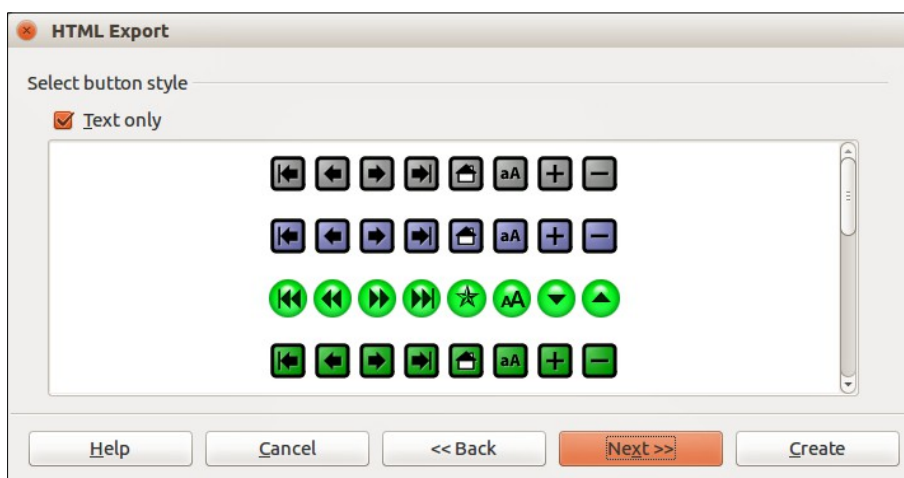 HTML Export
Select button style
Text only
aA
aA
AA
aA
Help
Cancel
<< Back
Next >>
Create